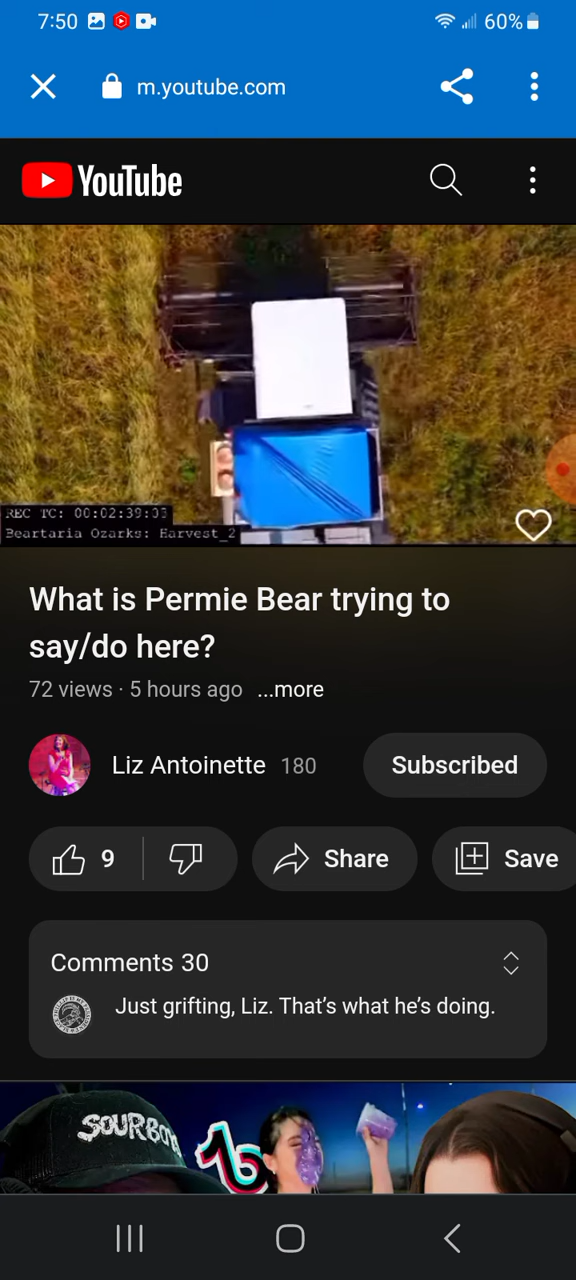 7:50
60%
m.youtube.com
YouTube
REC TC: 00:02:39:03
Beartaria Ozarks: Harvest_2
What is Permie Bear trying to
say/do here?
72 views · 5 hours ago ...more
Liz Antoinette 180 Subscribed
9 Share Save
Comments 30
Just grifting, Liz. That’s what he’s doing.